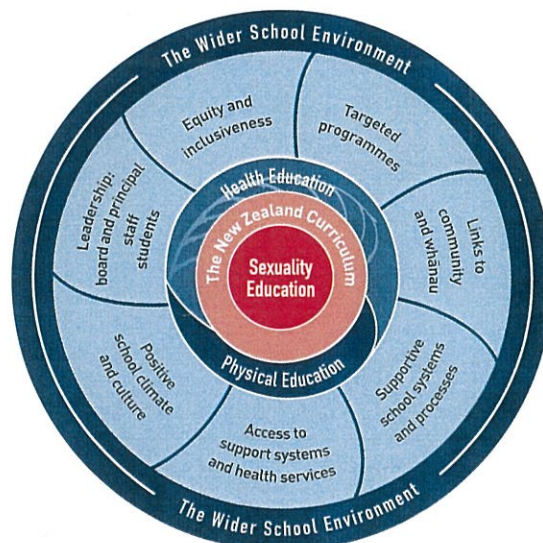 The Wider School Environment
Equity and
inclusiveness
Targeted
programmes
Links to
community
and whānau
Supportive
school systems
and processes
Access to
support systems
and health services
Positive
school climate
and culture
Leadership:
board and principal
staff
students
Health Education
The New Zealand Curriculum
Sexuality
Education
Physical Education
The Wider School Environment